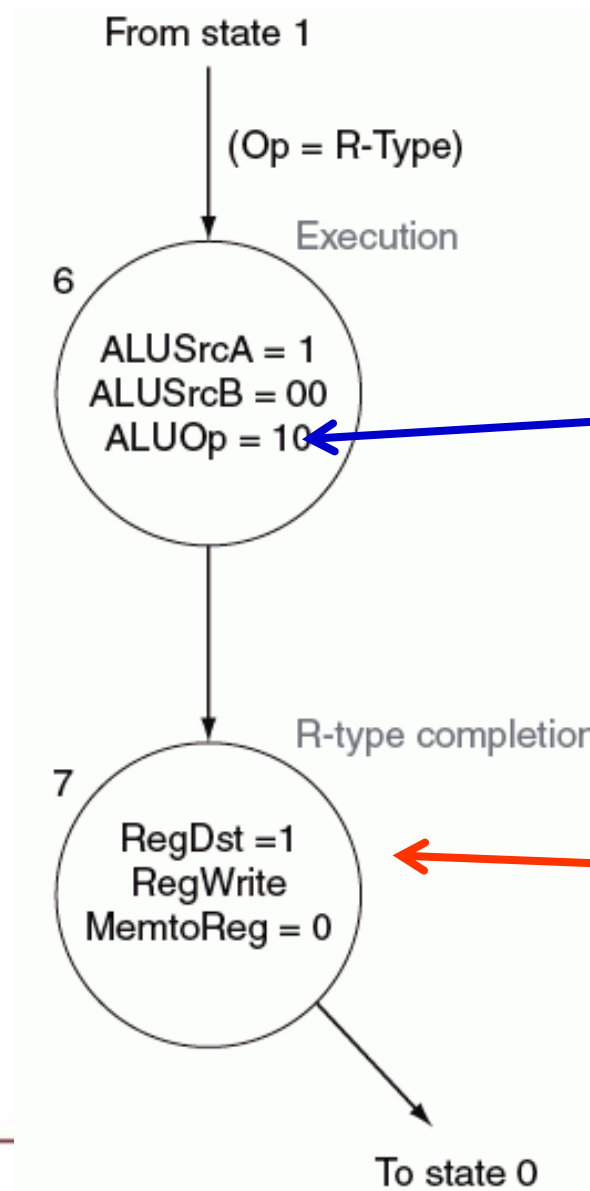 From state 1
(Op = R-Type)
Execution
6
ALUSrcA = 1
ALUSrcB = 00
ALUOp = 10
R-type completion
7
RegDst =1
RegWrite
MemtoReg = 0
To state 0